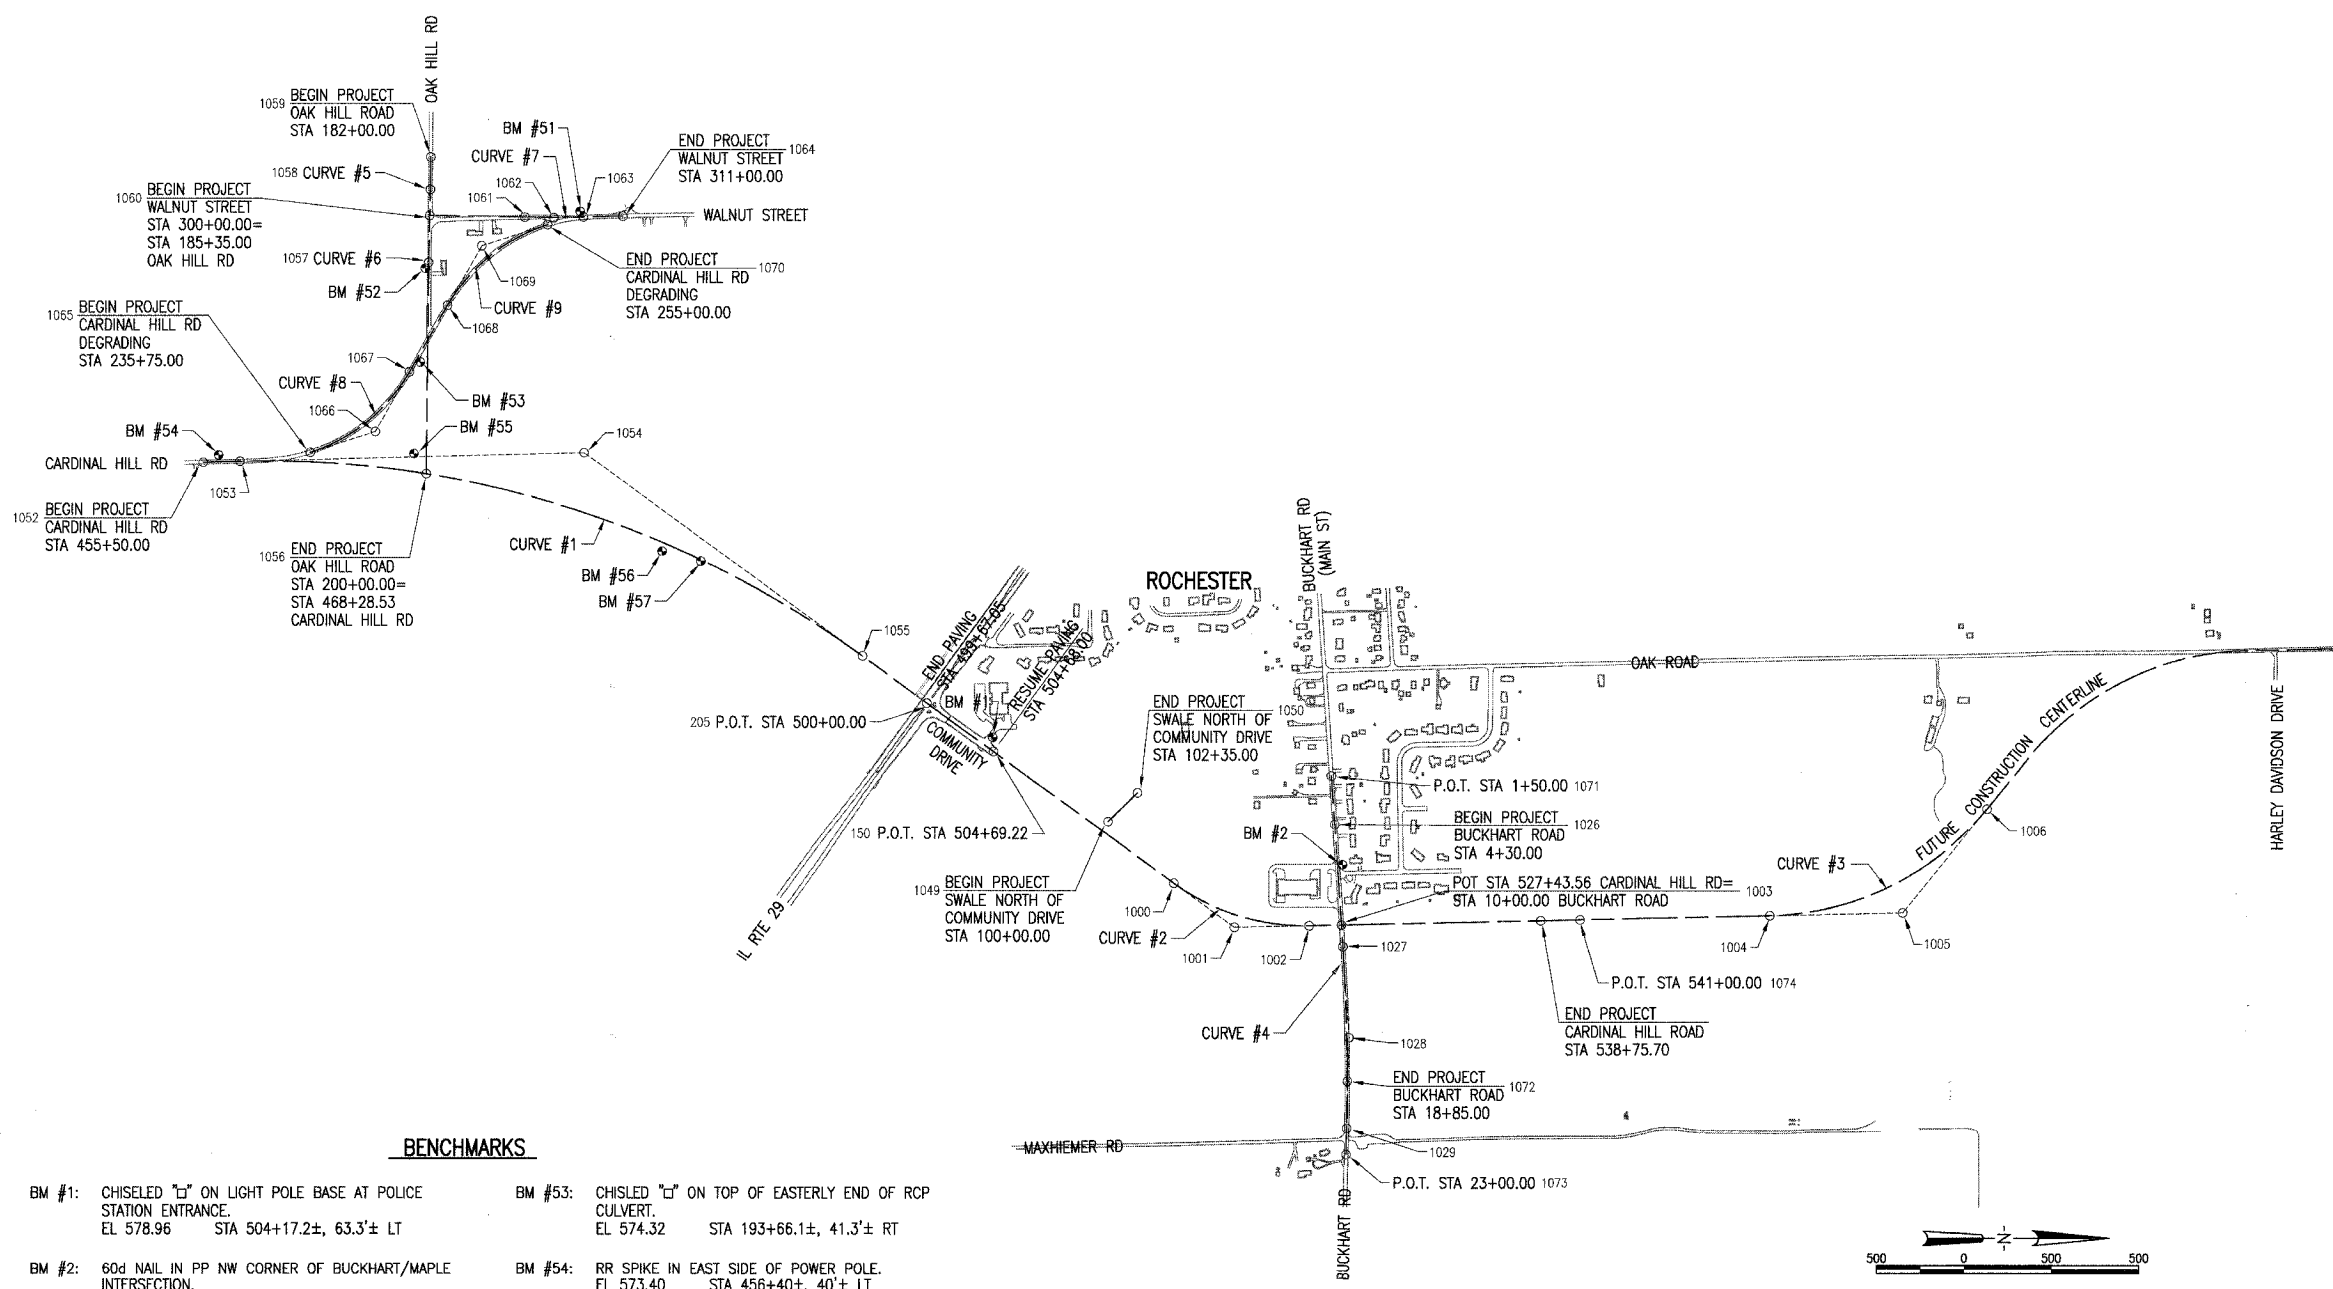 OAK HILL RD
1059 BEGIN PROJECT
OAK HILL ROAD
STA 182+00.00
1058 CURVE #5
1060 BEGIN PROJECT
WALNUT STREET
STA 300+00.00=
STA 185+35.00
OAK HILL RD
1057 CURVE #6
BM #52
BM #51
CURVE #7
1062
1061
1063
END PROJECT 1064
WALNUT STREET
STA 311+00.00
WALNUT STREET
END PROJECT 1070
CARDINAL HILL RD
DEGRADING
STA 255+00.00
1069
CURVE #9
1068
1065 BEGIN PROJECT
CARDINAL HILL RD
DEGRADING
STA 235+75.00
1067
CURVE #8
1066
BM #53
BM #55
1054
BM #54
CARDINAL HILL RD
1053
1052 BEGIN PROJECT
CARDINAL HILL RD
STA 455+50.00
1056 END PROJECT
OAK HILL ROAD
STA 200+00.00=
STA 468+28.53
CARDINAL HILL RD
CURVE #1
BM #56
BM #57
1055
END PAVING
STA 499+67.05
ROCHESTER
RESUME PAVING
STA 504+68.00
BM #1
205 P.O.T. STA 500+00.00
COMMUNITY
DRIVE
150 P.O.T. STA 504+69.22
IL RTE 29
END PROJECT 1050
SWALE NORTH OF
COMMUNITY DRIVE
STA 102+35.00
1049 BEGIN PROJECT
SWALE NORTH OF
COMMUNITY DRIVE
STA 100+00.00
BUCKHART RD
(MAIN ST)
OAK ROAD
P.O.T. STA 1+50.00 1071
BEGIN PROJECT 1026
BUCKHART ROAD
STA 4+30.00
BM #2
POT STA 527+43.56 CARDINAL HILL RD= 1003
STA 10+00.00 BUCKHART ROAD
1000
CURVE #2
1001
1002
1027
CURVE #4
1028
END PROJECT 1072
BUCKHART ROAD
STA 18+85.00
MAXHIEMER RD
1029
P.O.T. STA 23+00.00 1073
BUCKHART RD
1004
1005
P.O.T. STA 541+00.00 1074
END PROJECT
CARDINAL HILL ROAD
STA 538+75.70
CURVE #3
1006
FUTURE CONSTRUCTION CENTERLINE
HARLEY DAVIDSON DRIVE
N
500 0 500 500
BENCHMARKS
BM #1: CHISELED "□" ON LIGHT POLE BASE AT POLICE
STATION ENTRANCE.
EL 578.96 STA 504+17.2±, 63.3'± LT
BM #2: 60d NAIL IN PP NW CORNER OF BUCKHART/MAPLE
INTERSECTION.
BM #53: CHISLED "□" ON TOP OF EASTERLY END OF RCP
CULVERT.
EL 574.32 STA 193+66.1±, 41.3'± RT
BM #54: RR SPIKE IN EAST SIDE OF POWER POLE.
EL 573.40 STA 456+40±, 40'± LT